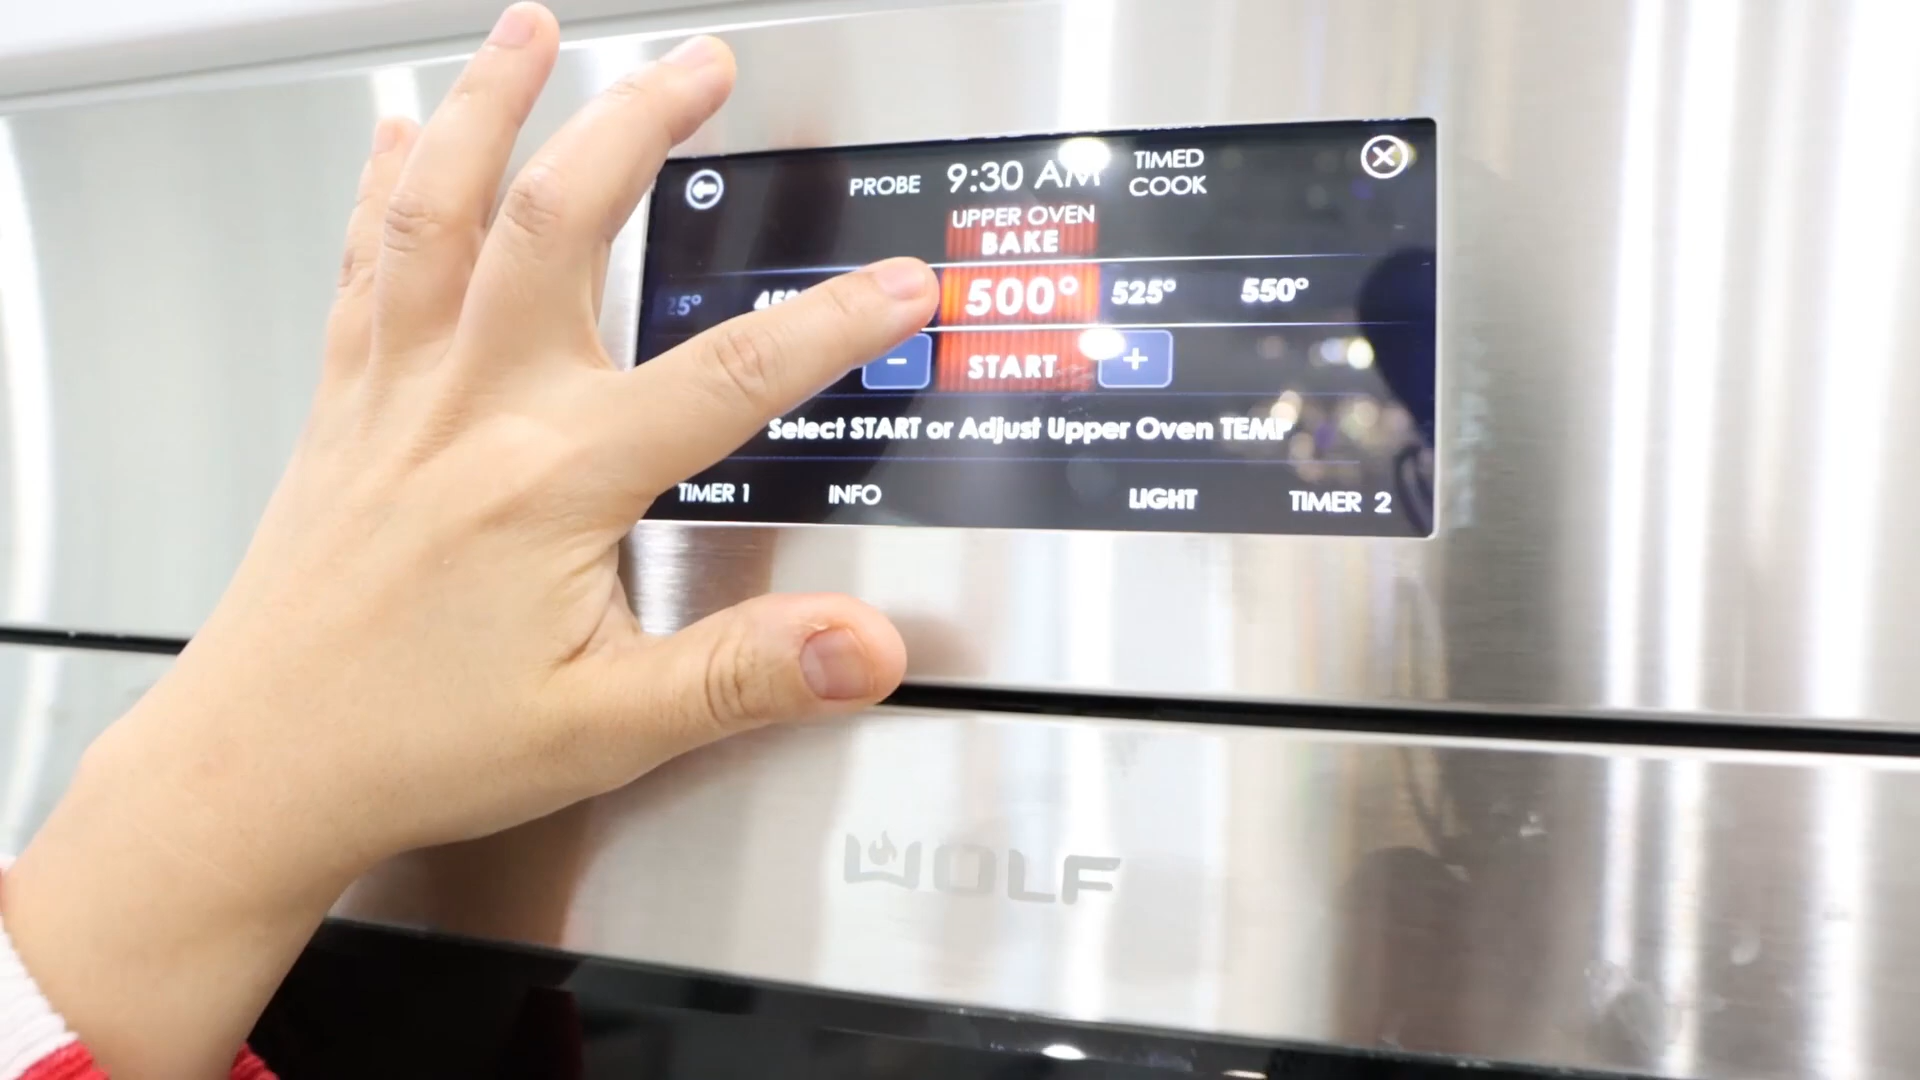 PROBE
9:30 AM
TIMED
COOK
UPPER OVEN
BAKE
500° 525° 550°
- START +
Select START or Adjust Upper Oven TEMP
TIMER 1 INFO LIGHT TIMER 2
WOLF